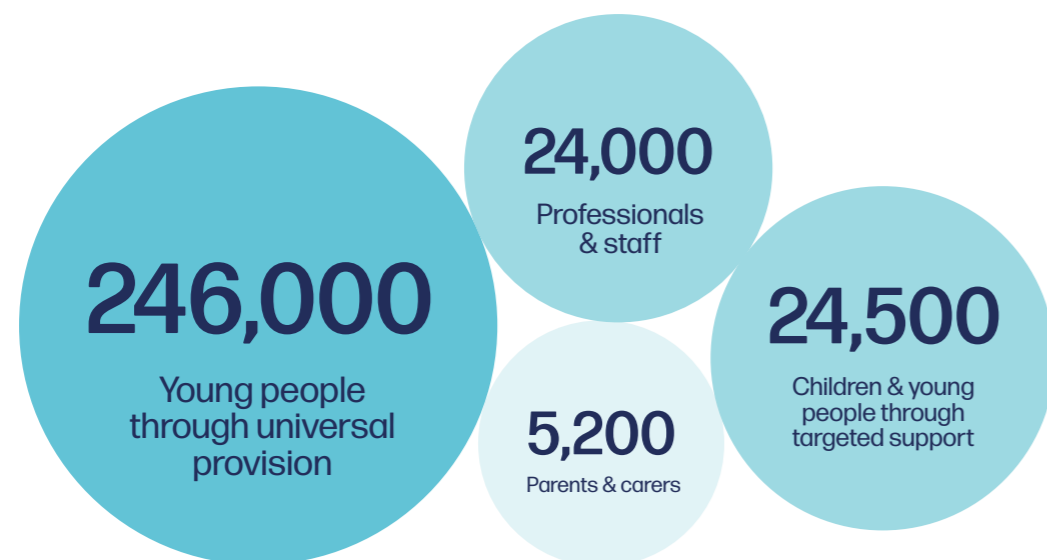 246,000
Young people
through universal
provision
24,000
Professionals
& staff
5,200
Parents & carers
24,500
Children & young
people through
targeted support